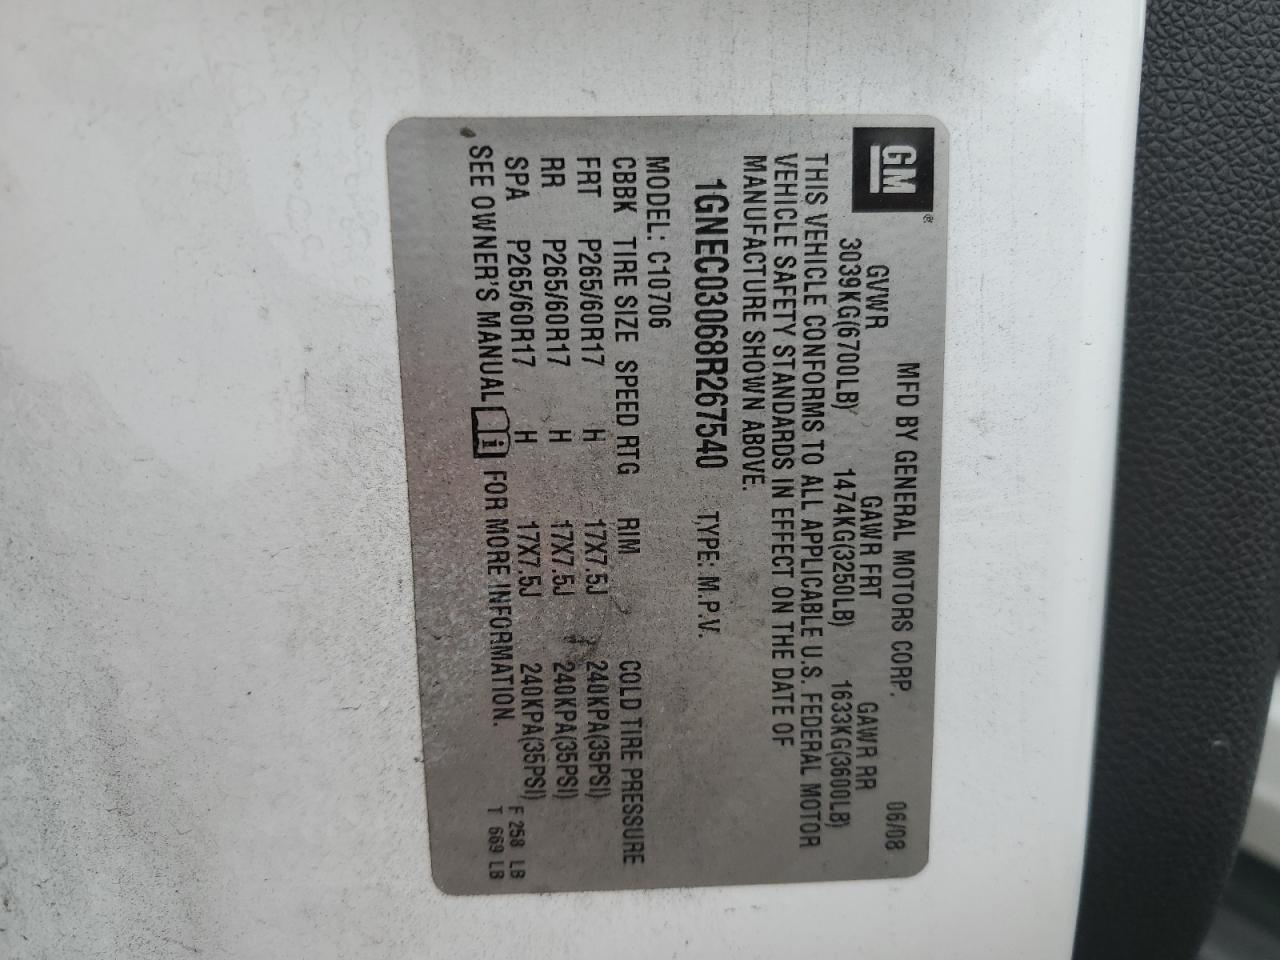 GM®
MFD BY GENERAL MOTORS CORP. 06/08
GVWR GAWR FRT GAWR RR
3039KG(6700LB) 1474KG(3250LB) 1633KG(3600LB)
THIS VEHICLE CONFORMS TO ALL APPLICABLE U.S. FEDERAL MOTOR
VEHICLE SAFETY STANDARDS IN EFFECT ON THE DATE OF
MANUFACTURE SHOWN ABOVE.
1GNEC03068R267540 TYPE: M.P.V.
MODEL: C10706
CBBK TIRE SIZE SPEED RTG RIM COLD TIRE PRESSURE
FRT P265/60R17 H 17X7.5J 240KPA(35PSI)
RR P265/60R17 H 17X7.5J 240KPA(35PSI)
SPA P265/60R17 H 17X7.5J 240KPA(35PSI)
SEE OWNER'S MANUAL i FOR MORE INFORMATION.
F 258 LB
T 669 LB